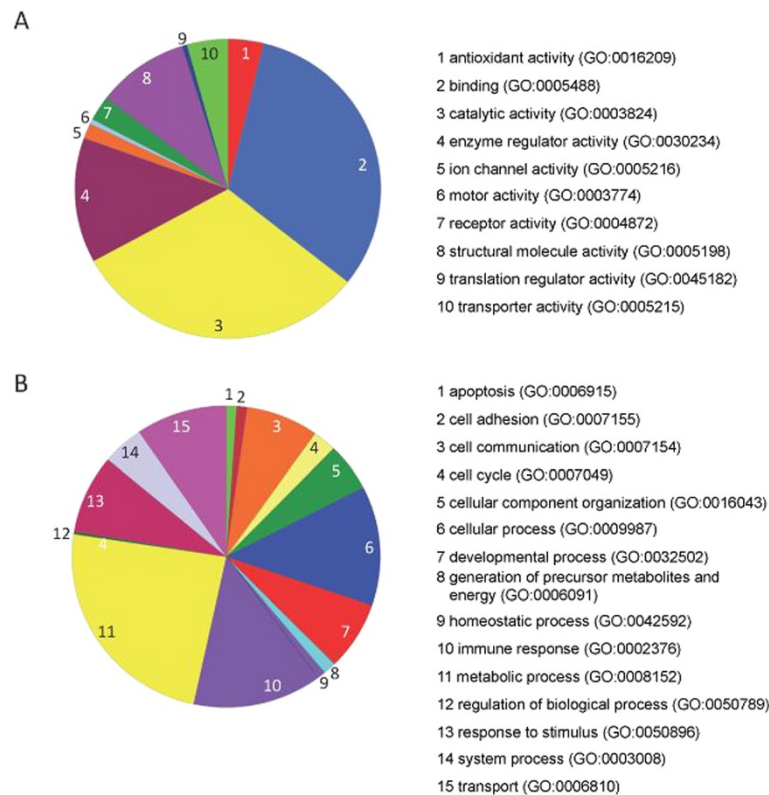 A
1
2
3
4
5
6
7
8
9
10
1 antioxidant activity (GO:0016209)
2 binding (GO:0005488)
3 catalytic activity (GO:0003824)
4 enzyme regulator activity (GO:0030234)
5 ion channel activity (GO:0005216)
6 motor activity (GO:0003774)
7 receptor activity (GO:0004872)
8 structural molecule activity (GO:0005198)
9 translation regulator activity (GO:0045182)
10 transporter activity (GO:0005215)
B
1
2
3
4
5
6
7
8
9
10
11
12
4
13
14
15
1 apoptosis (GO:0006915)
2 cell adhesion (GO:0007155)
3 cell communication (GO:0007154)
4 cell cycle (GO:0007049)
5 cellular component organization (GO:0016043)
6 cellular process (GO:0009987)
7 developmental process (GO:0032502)
8 generation of precursor metabolites and
energy (GO:0006091)
9 homeostatic process (GO:0042592)
10 immune response (GO:0002376)
11 metabolic process (GO:0008152)
12 regulation of biological process (GO:0050789)
13 response to stimulus (GO:0050896)
14 system process (GO:0003008)
15 transport (GO:0006810)